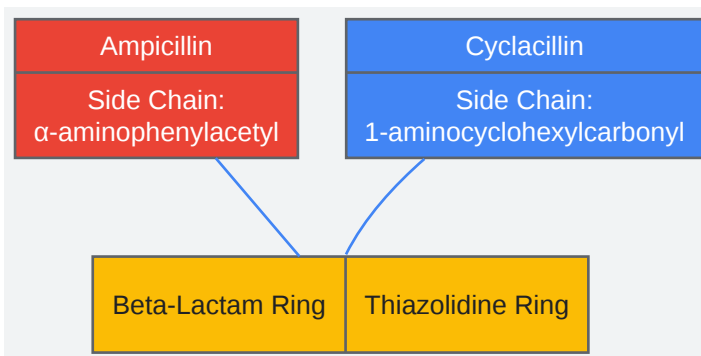 Ampicillin
Side Chain:
α-aminophenylacetyl
Cyclacillin
Side Chain:
1-aminocyclohexylcarbonyl
Beta-Lactam Ring
Thiazolidine Ring